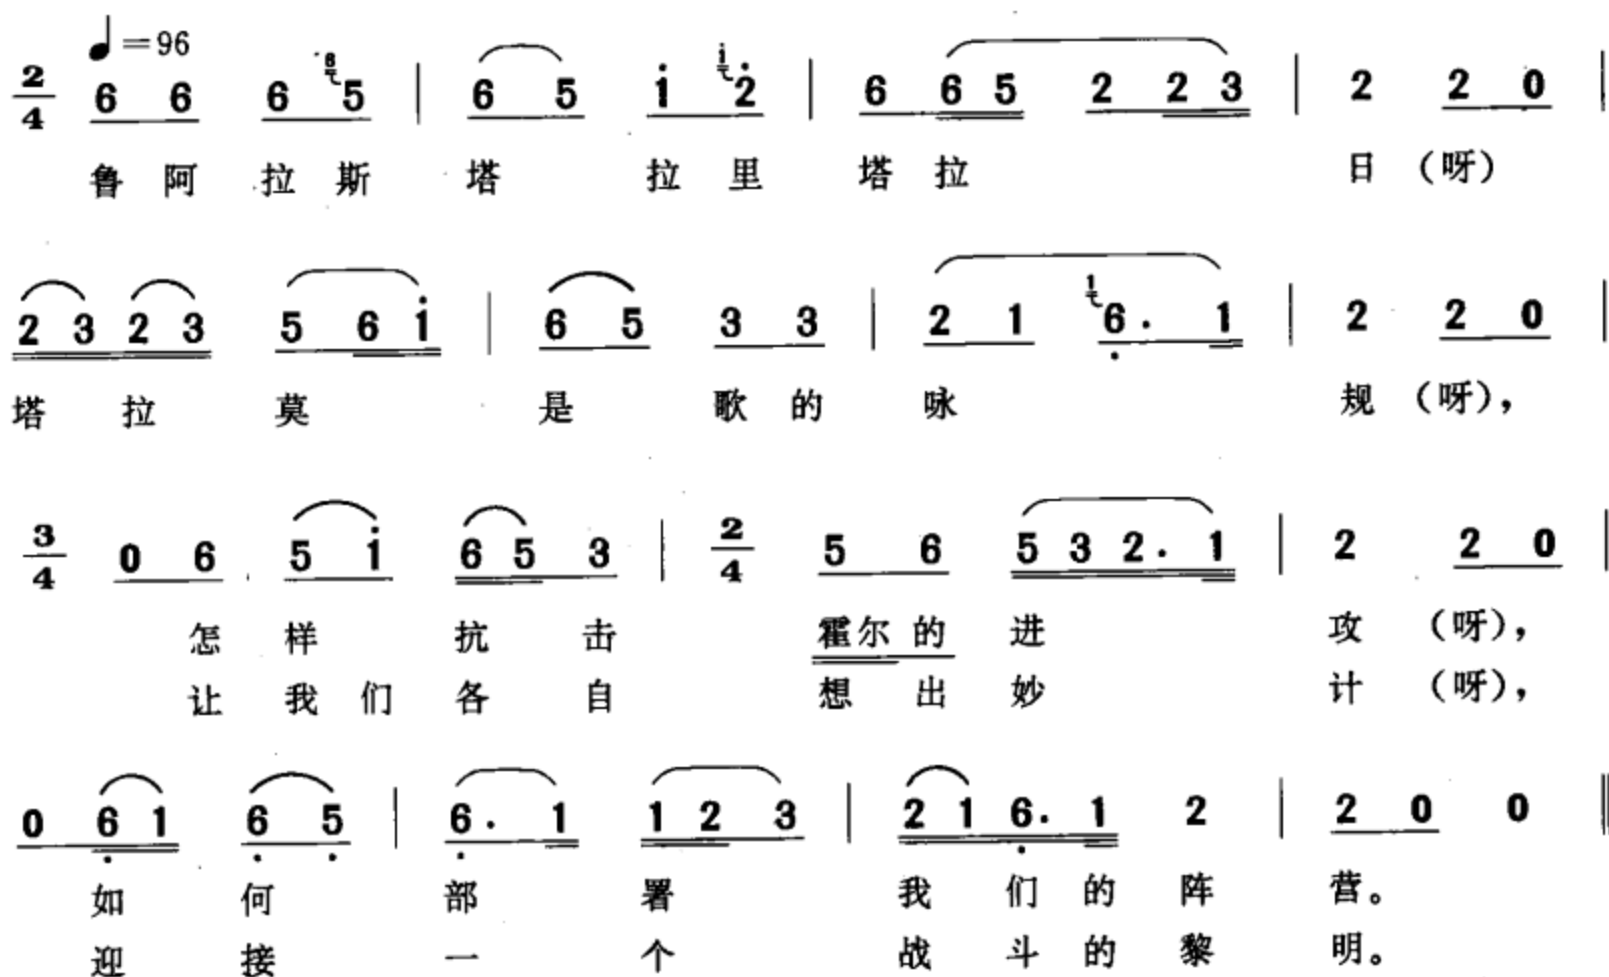 ♩=96
2/4 6 6 6 6 5 | 6 5 i i 2 | 6 6 5 2 2 3 | 2 2 0 |
鲁 阿 拉 斯 塔 拉 里 塔 拉 日 （呀）
2 3 2 3 5 6 i | 6 5 3 3 | 2 1 1 6. 1 | 2 2 0 |
塔 拉 莫 是 歌 的 咏 规 （呀），
3/4 0 6 5 i 6 5 3 | 2/4 5 6 5 3 2. 1 | 2 2 0 |
怎 样 抗 击 霍尔 的 进 攻 （呀），
让 我 们 各 自 想 出 妙 计 （呀），
0 6 1 6 5 | 6. 1 1 2 3 | 2 1 6. 1 2 | 2 0 0 ‖
如 何 部 署 我 们 的 阵 营。
迎 接 一 个 战 斗 的 黎 明。